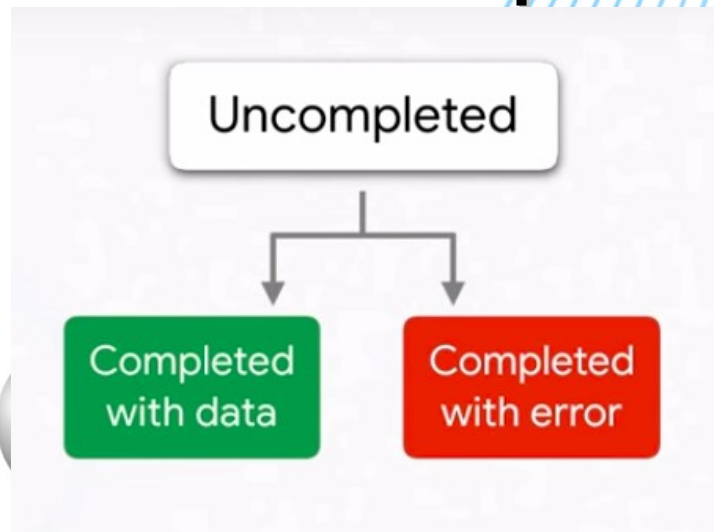 Uncompleted
Completed
with data
Completed
with error